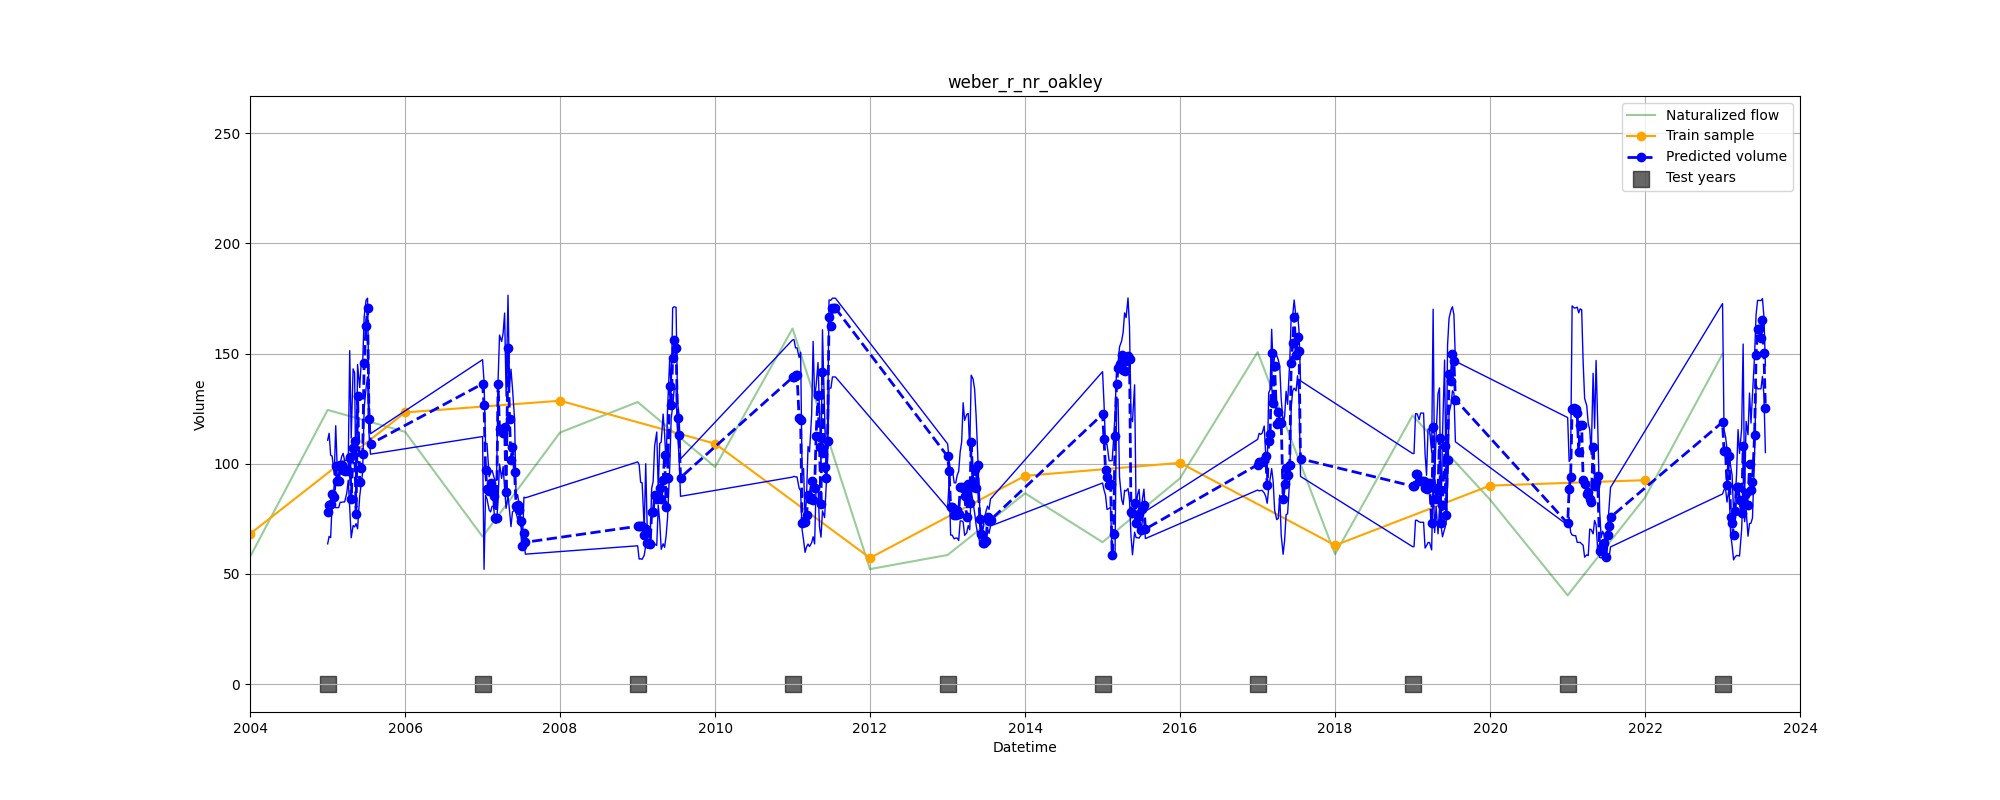 weber_r_nr_oakley
Naturalized flow
Train sample
Predicted volume
Test years
250
200
150
100
50
0
Volume
2004 2006 2008 2010 2012 2014 2016 2018 2020 2022 2024
Datetime